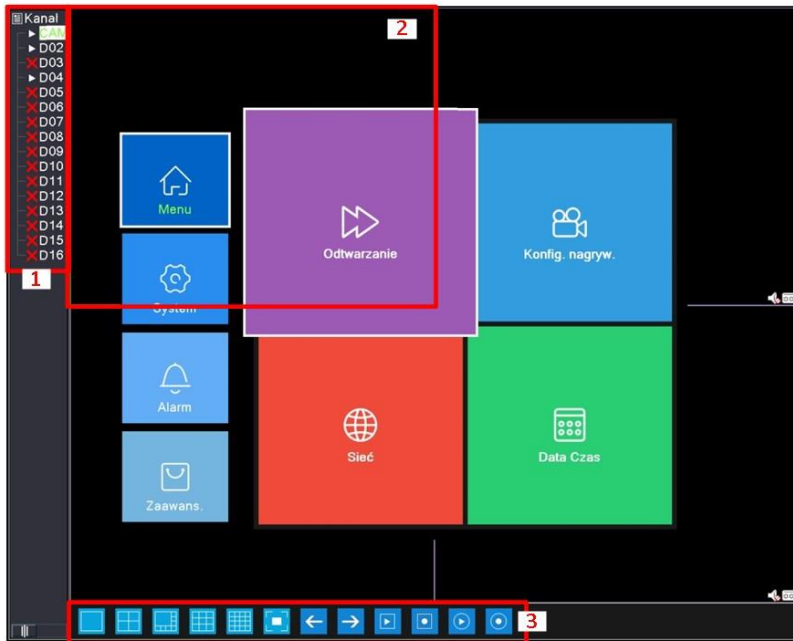 Kanal
CAM
D02
D03
D04
D05
D06
D07
D08
D09
D10
D11
D12
D13
D14
D15
D16
1
2
Menu
System
Alarm
Zaawans.
Odtwarzanie
Konfig. nagryw.
Sieć
Data Czas
3